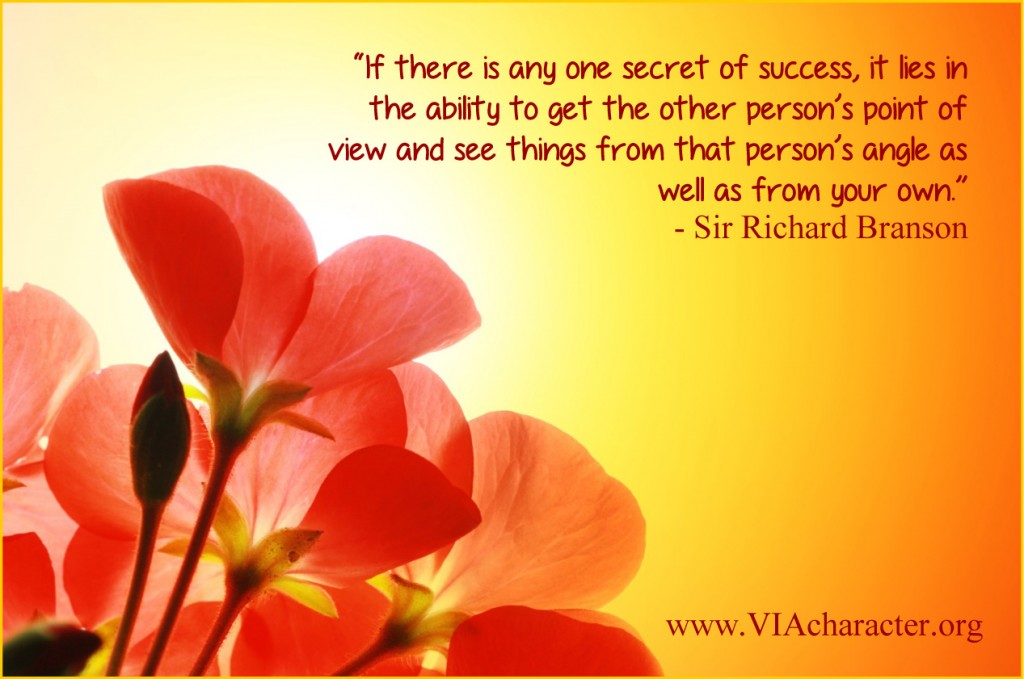 “If there is any one secret of success, it lies in
the ability to get the other person’s point of
view and see things from that person’s angle as
well as from your own.”
- Sir Richard Branson
www.VIAcharacter.org